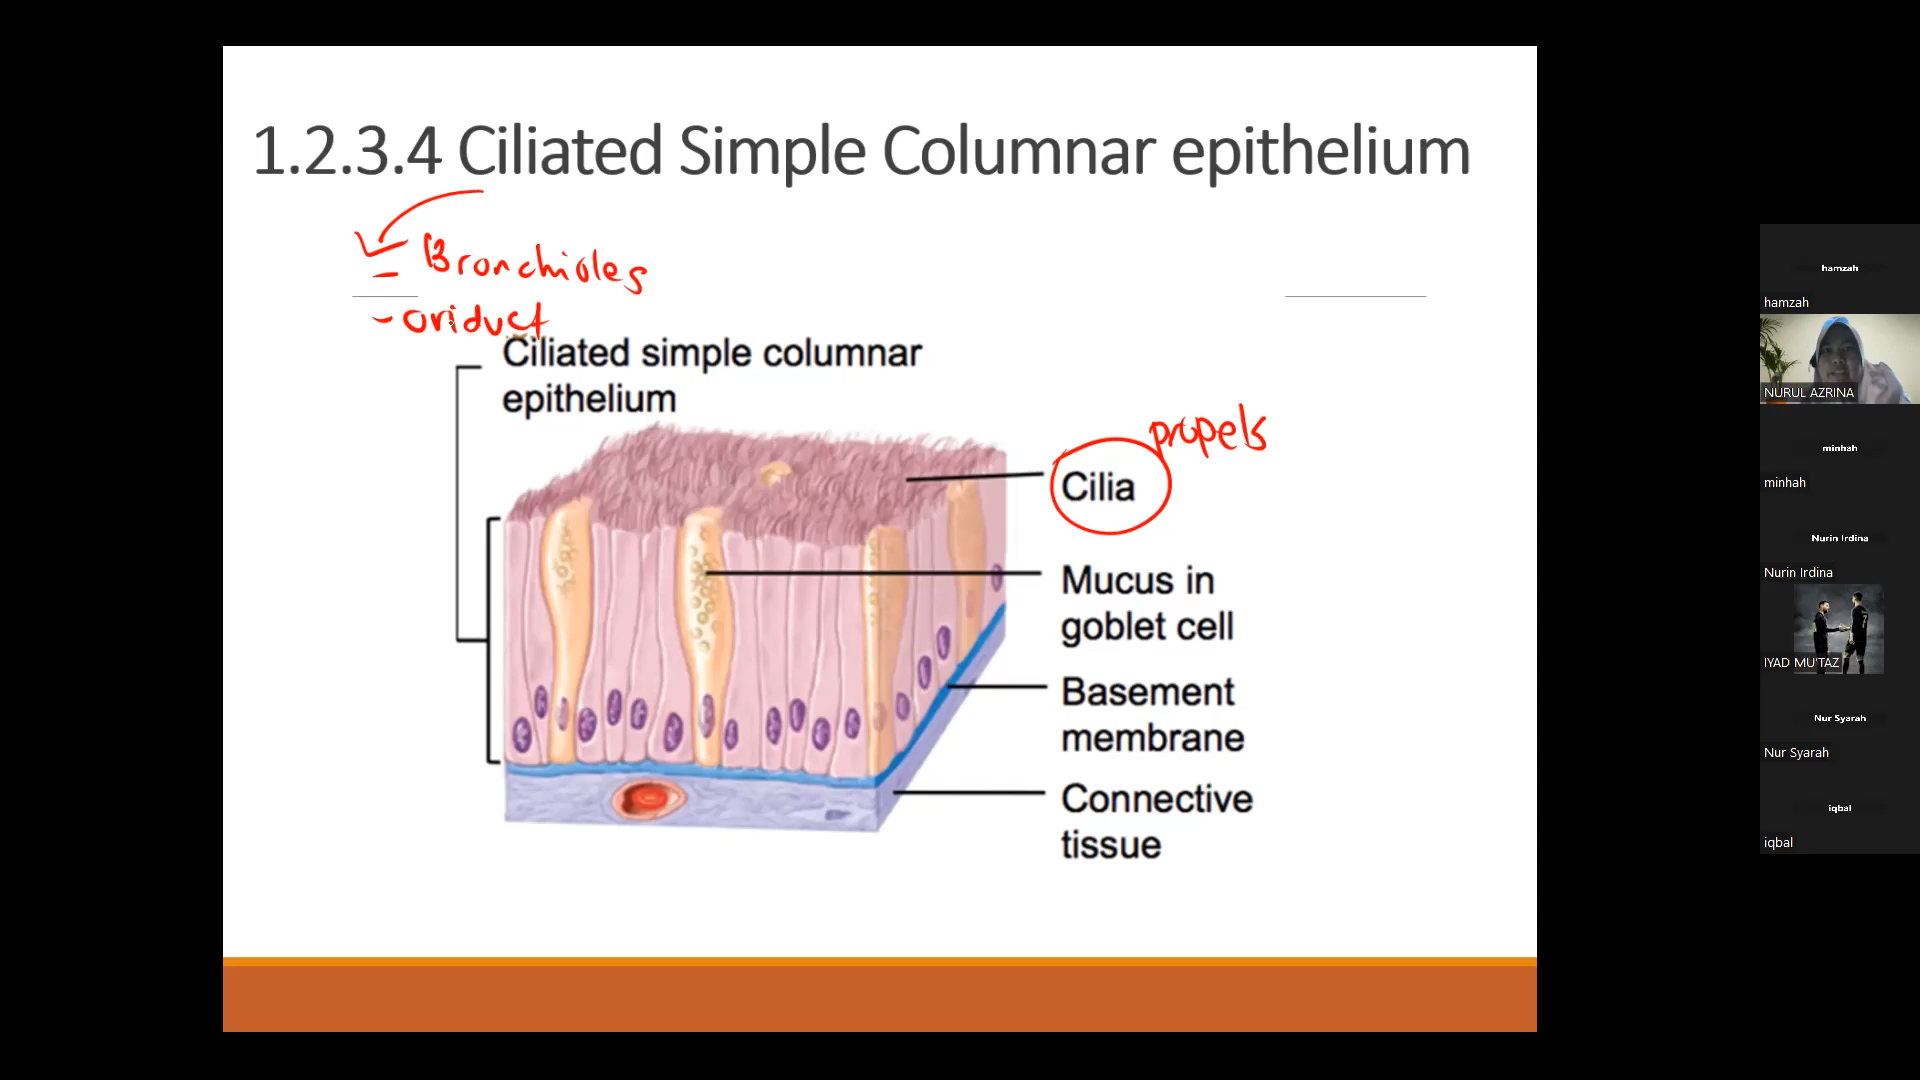 1.2.3.4 Ciliated Simple Columnar epithelium
- Bronchioles
- oviduct
Ciliated simple columnar
epithelium
propels
Cilia
Mucus in
goblet cell
Basement
membrane
Connective
tissue
hamzah
hamzah
NURUL AZRINA
minhah
minhah
Nurin Irdina
Nurin Irdina
7
IYAD MU'TAZ
Nur Syarah
Nur Syarah
iqbal
iqbal